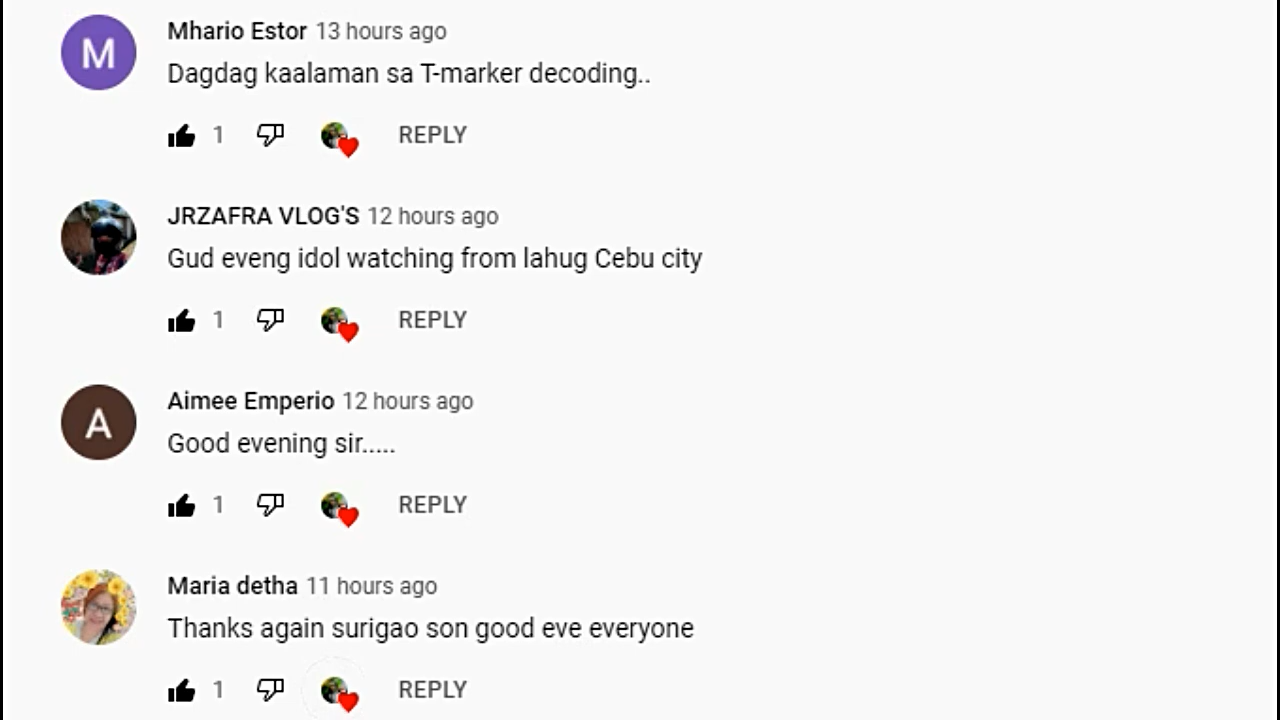 M
Mhario Estor 13 hours ago
Dagdag kaalaman sa T-marker decoding..
1 REPLY
JRZAFRA VLOG'S 12 hours ago
Gud eveng idol watching from lahug Cebu city
1 REPLY
A
Aimee Emperio 12 hours ago
Good evening sir.....
1 REPLY
Maria detha 11 hours ago
Thanks again surigao son good eve everyone
1 REPLY